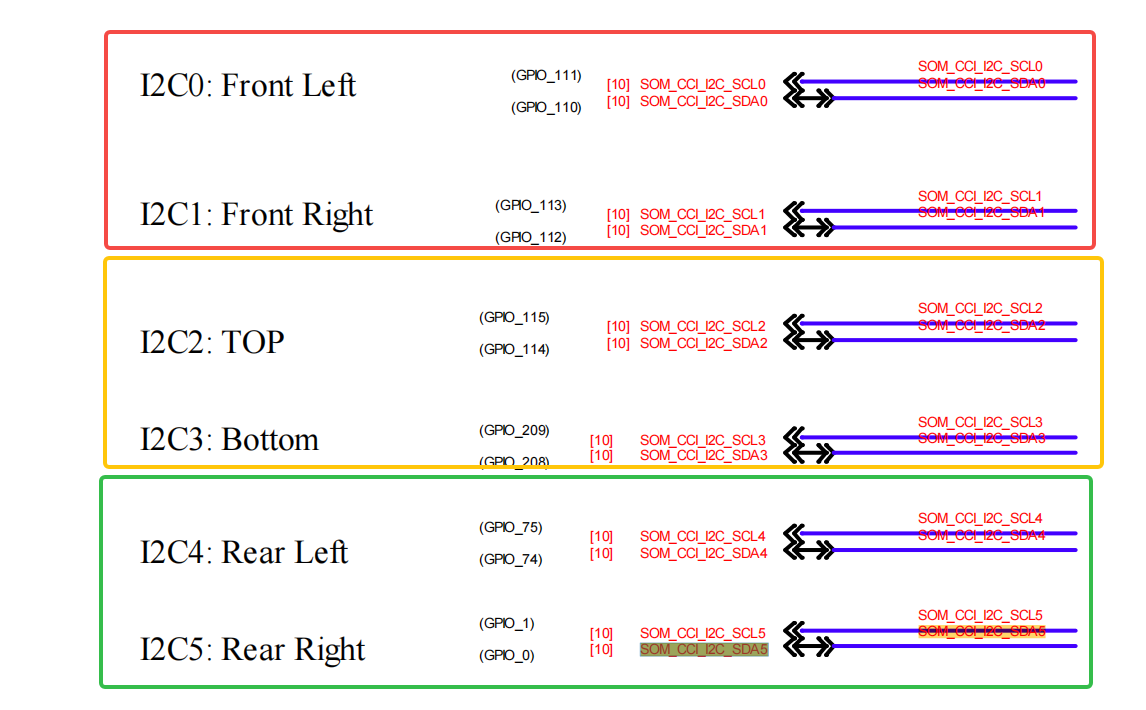 SOM_CCI_I2C_SCL0
I2C0: Front Left (GPIO_111) [10] SOM_CCI_I2C_SCL0 SOM_CCI_I2C_SDA0
(GPIO_110) [10] SOM_CCI_I2C_SDA0
SOM_CCI_I2C_SCL1
I2C1: Front Right (GPIO_113) [10] SOM_CCI_I2C_SCL1 SOM_CCI_I2C_SDA1
(GPIO_112) [10] SOM_CCI_I2C_SDA1
SOM_CCI_I2C_SCL2
I2C2: TOP (GPIO_115) [10] SOM_CCI_I2C_SCL2 SOM_CCI_I2C_SDA2
(GPIO_114) [10] SOM_CCI_I2C_SDA2
SOM_CCI_I2C_SCL3
I2C3: Bottom (GPIO_209) [10] SOM_CCI_I2C_SCL3 SOM_CCI_I2C_SDA3
(GPIO_208) [10] SOM_CCI_I2C_SDA3
SOM_CCI_I2C_SCL4
I2C4: Rear Left (GPIO_75) [10] SOM_CCI_I2C_SCL4 SOM_CCI_I2C_SDA4
(GPIO_74) [10] SOM_CCI_I2C_SDA4
SOM_CCI_I2C_SCL5
I2C5: Rear Right (GPIO_1) [10] SOM_CCI_I2C_SCL5 SOM_CCI_I2C_SDA5
(GPIO_0) [10] SOM_CCI_I2C_SDA5